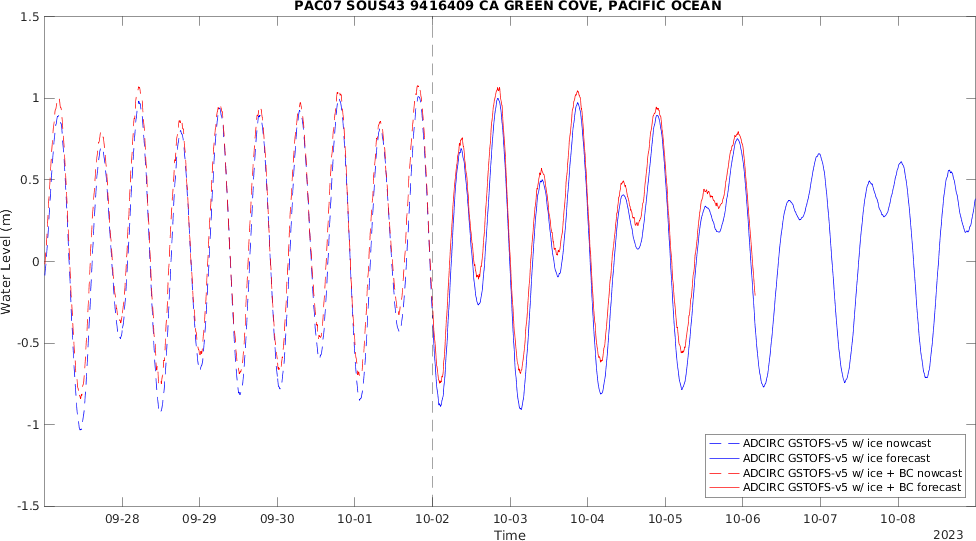 PAC07 SOUS43 9416409 CA GREEN COVE, PACIFIC OCEAN
1.5
1
0.5
0
-0.5
-1
-1.5
Water Level (m)
ADCIRC GSTOFS-v5 w/ ice nowcast
ADCIRC GSTOFS-v5 w/ ice forecast
ADCIRC GSTOFS-v5 w/ ice + BC nowcast
ADCIRC GSTOFS-v5 w/ ice + BC forecast
09-28 09-29 09-30 10-01 10-02 10-03 10-04 10-05 10-06 10-07 10-08
Time
2023